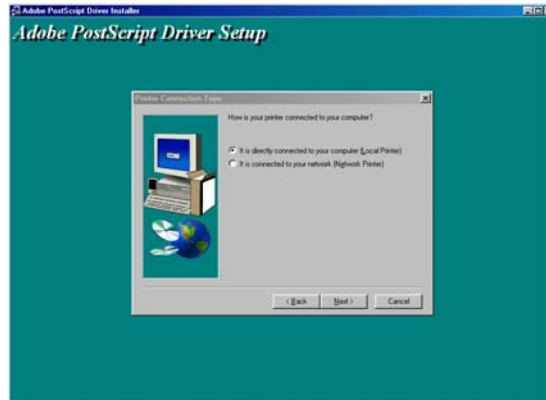 Adobe PostScript Driver Installer
Adobe PostScript Driver Setup
Printer Connection Type
How is your printer connected to your computer?
It is directly connected to your computer (Local Printer)
It is connected to your network (Network Printer)
< Back
Next >
Cancel